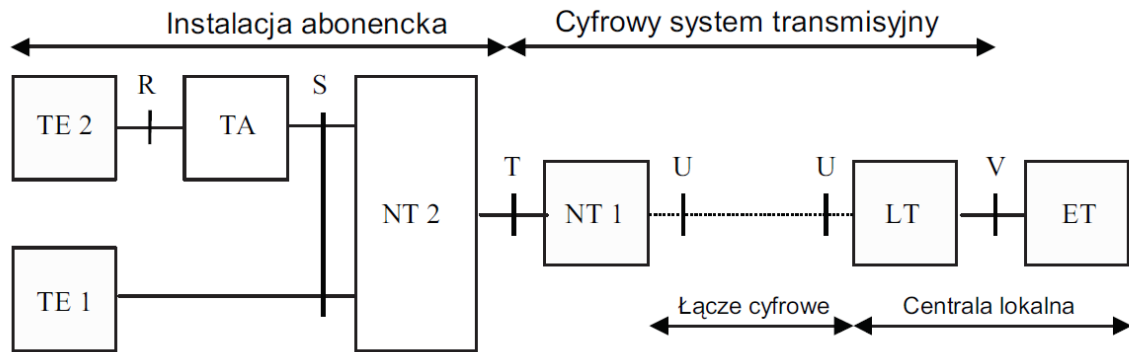 Instalacja abonencka
Cyfrowy system transmisyjny
R
S
TE 2
TA
T
U
U
V
NT 2
NT 1
LT
ET
TE 1
Łącze cyfrowe
Centrala lokalna